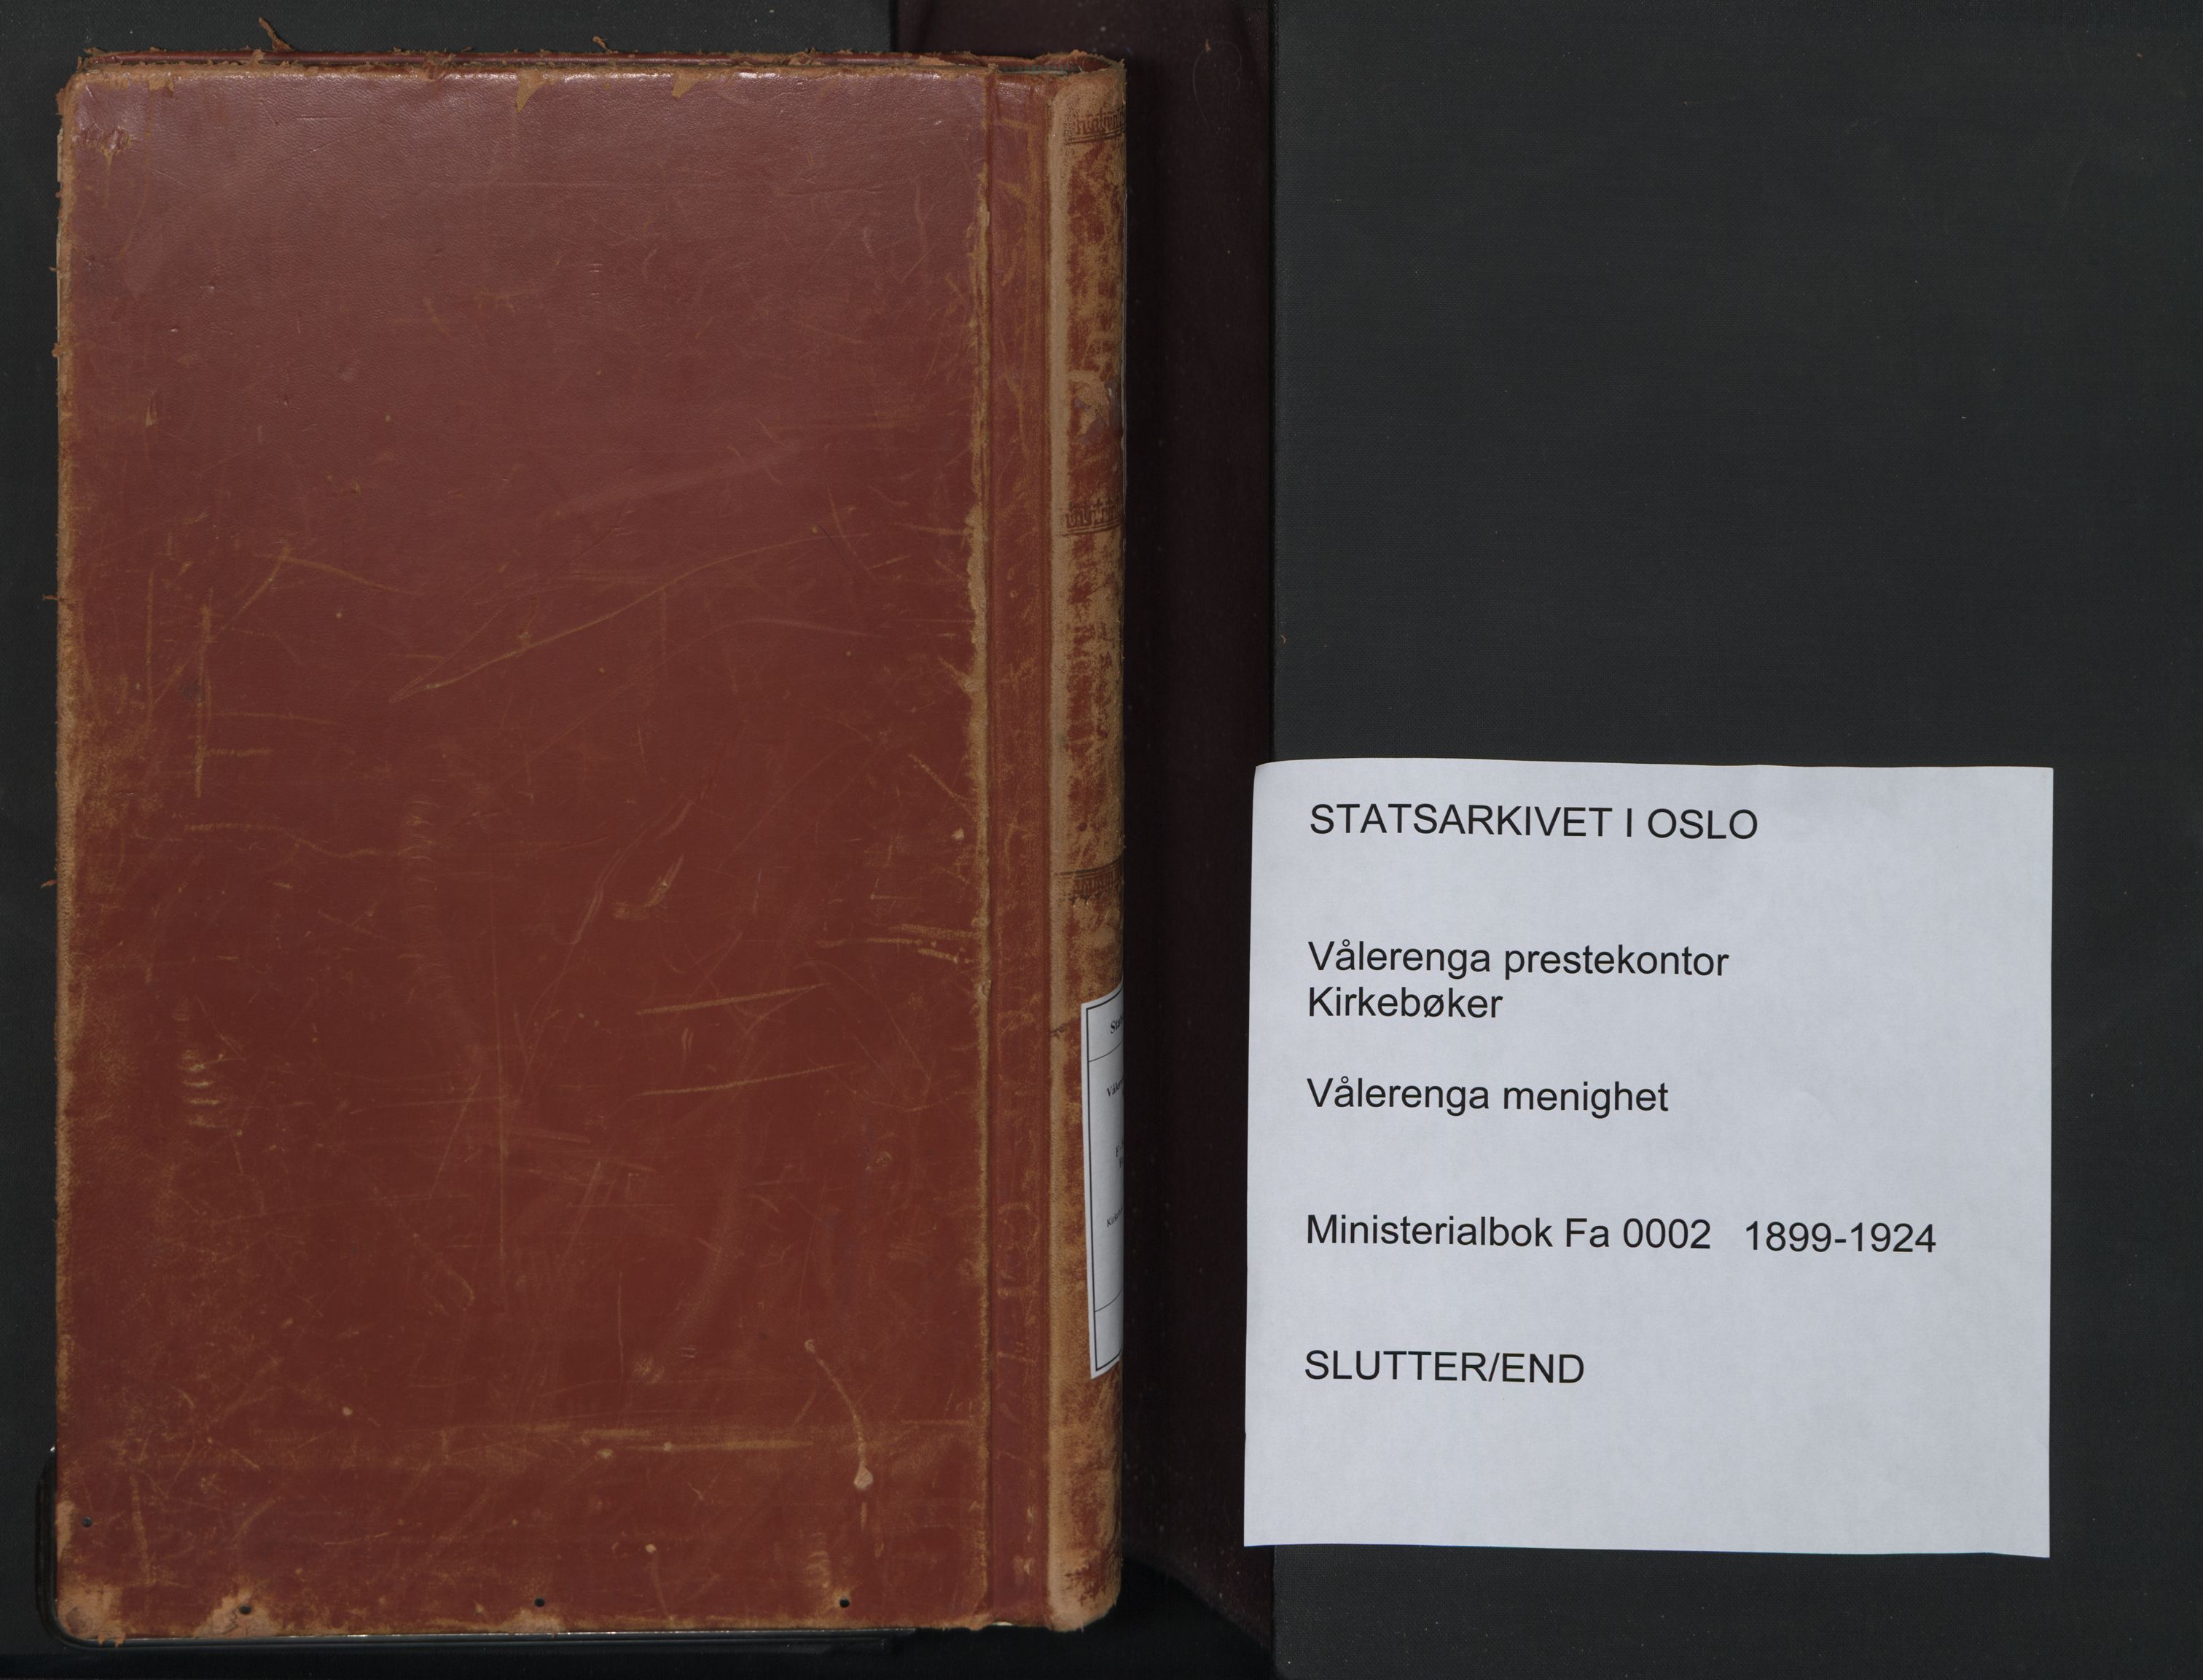 STATSARKIVET I OSLO
Vålerenga prestekontor
Kirkebøker
Vålerenga menighet
Ministerialbok Fa 0002 1899-1924
SLUTTER/END